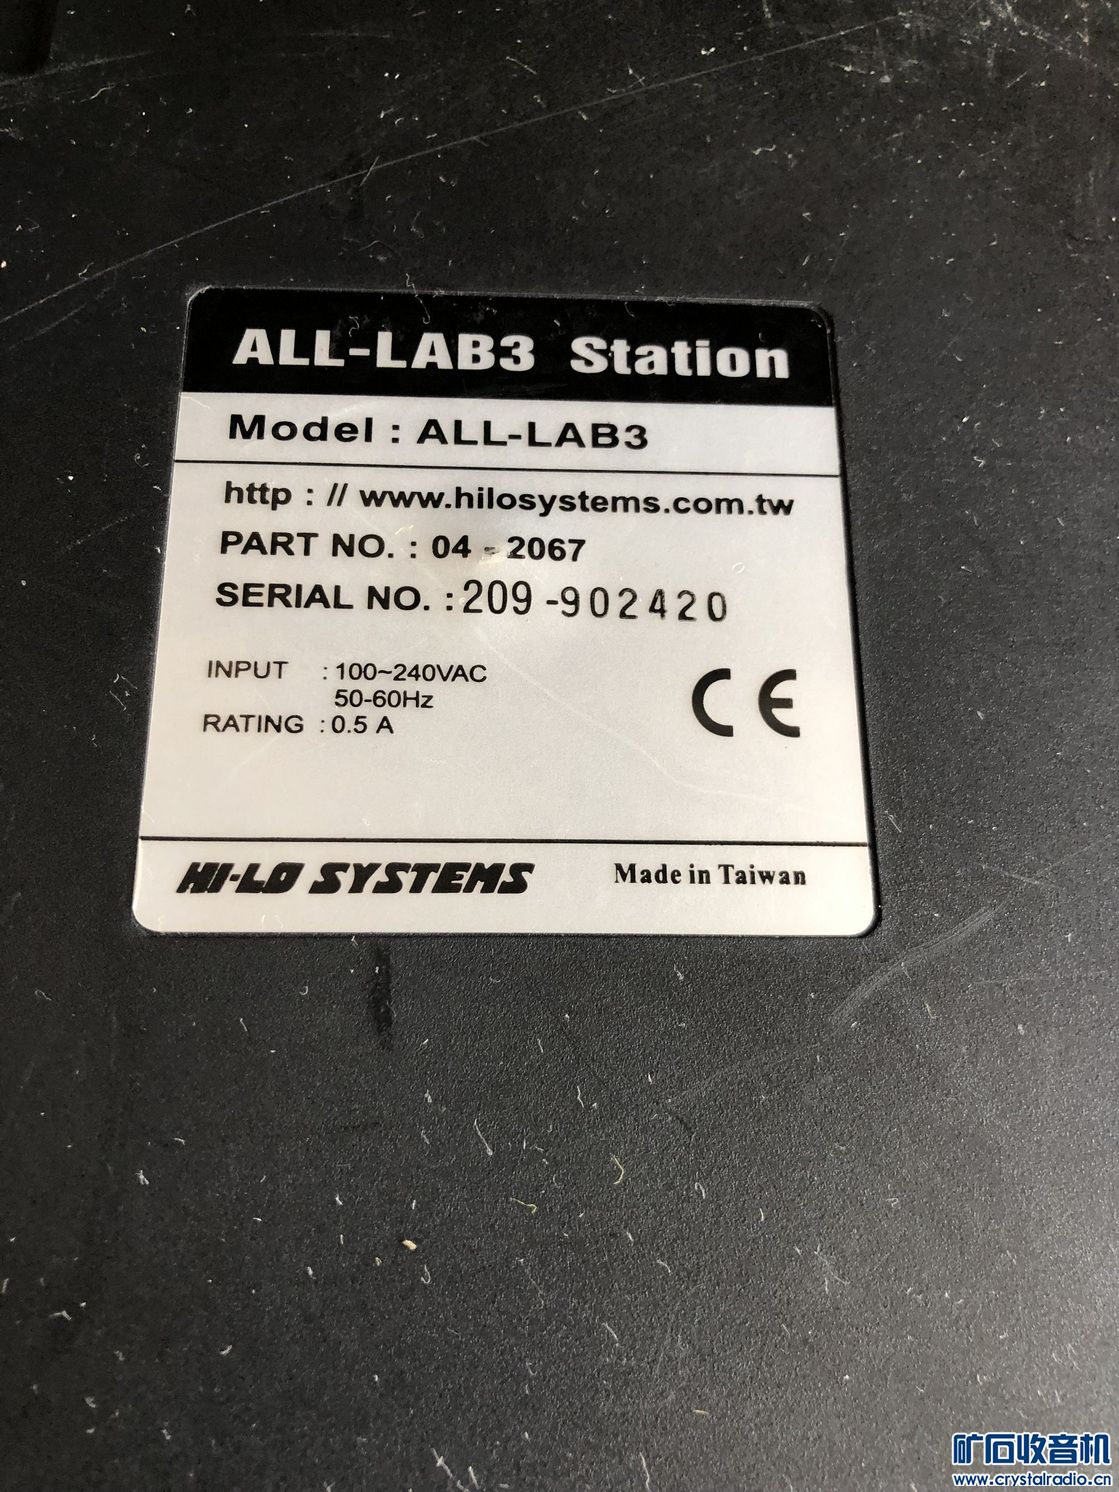 ALL-LAB3 Station
Model : ALL-LAB3
http : // www.hilosystems.com.tw
PART NO. : 04 - 2067
SERIAL NO. : 209-902420
INPUT : 100~240VAC
50-60Hz
RATING : 0.5 A
CE
HI-LO SYSTEMS
Made in Taiwan
矿石收音机
www.crystalradio.cn